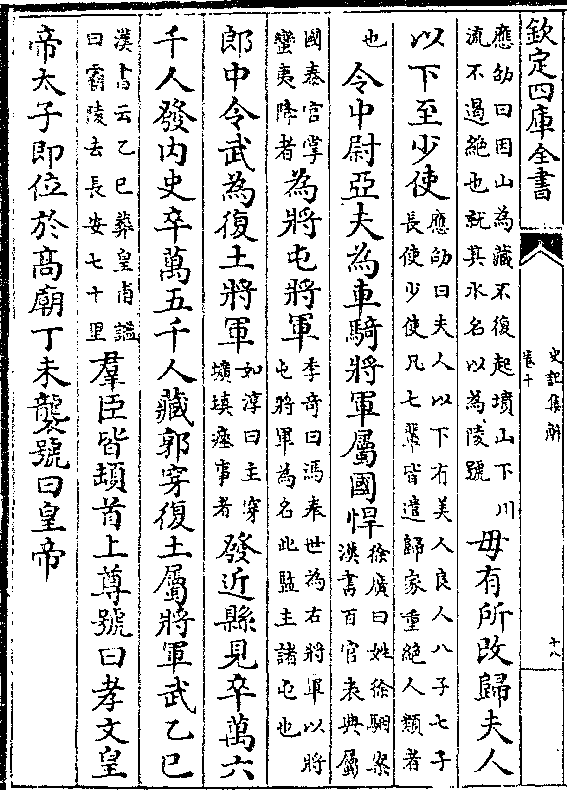 欽定四庫全書
史記集解
卷十
十八
應劭曰因山為藏不復起墳山下川
流不遏絶也就其水名以為陵號
毋有所改歸夫人
以下至少使
應劭曰夫人以下有美人良人八子七子
長使少使凡七輩皆遣歸家重絶人類者
也
令中尉亞夫為車騎將軍屬國悍
徐廣曰姓徐駰案
漢書百官表典屬
國秦官掌
蠻夷降者
為將屯將軍
李奇曰馮奉世為右將軍以將
屯將軍為名此監主諸屯也
郎中令武為復土將軍
如淳曰主穿
壙瑱瘞事者
發近縣見卒萬六
千人發内史卒萬五千人藏郭穿復土屬將軍武乙巳
漢書云乙巳葬皇甫謐
曰霸陵去長安七十里
羣臣皆頓首上尊號曰孝文皇
帝太子即位於髙廟丁未襲號曰皇帝